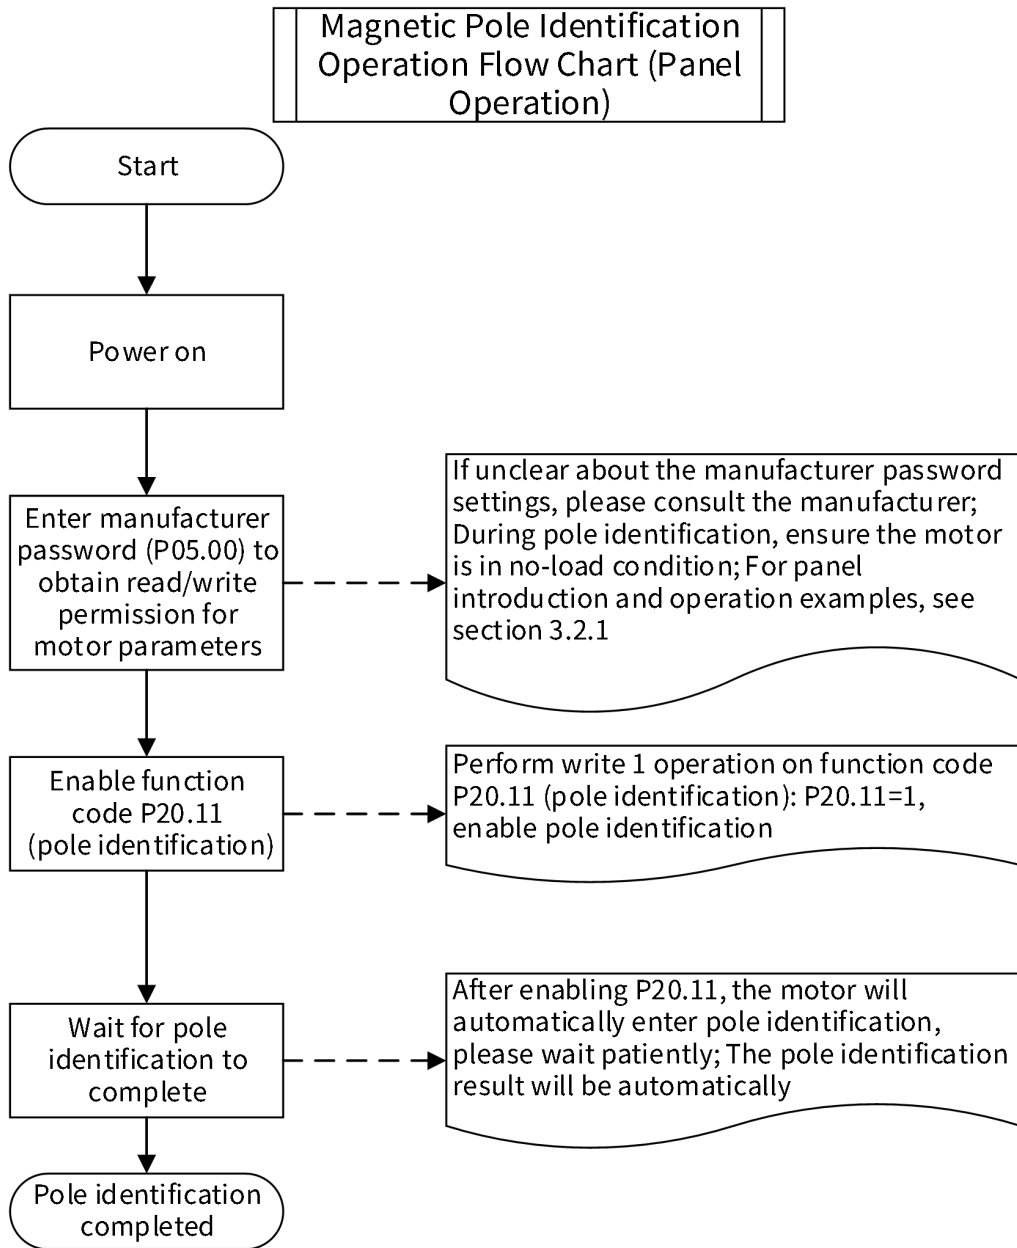 Magnetic Pole Identification
Operation Flow Chart (Panel
Operation)
Start
Power on
Enter manufacturer
password (P05.00) to
obtain read/write
permission for
motor parameters
If unclear about the manufacturer password
settings, please consult the manufacturer;
During pole identification, ensure the motor
is in no-load condition; For panel
introduction and operation examples, see
section 3.2.1
Enable function
code P20.11
(pole identification)
Perform write 1 operation on function code
P20.11 (pole identification): P20.11=1,
enable pole identification
Wait for pole
identification to
complete
After enabling P20.11, the motor will
automatically enter pole identification,
please wait patiently; The pole identification
result will be automatically
Pole identification
completed